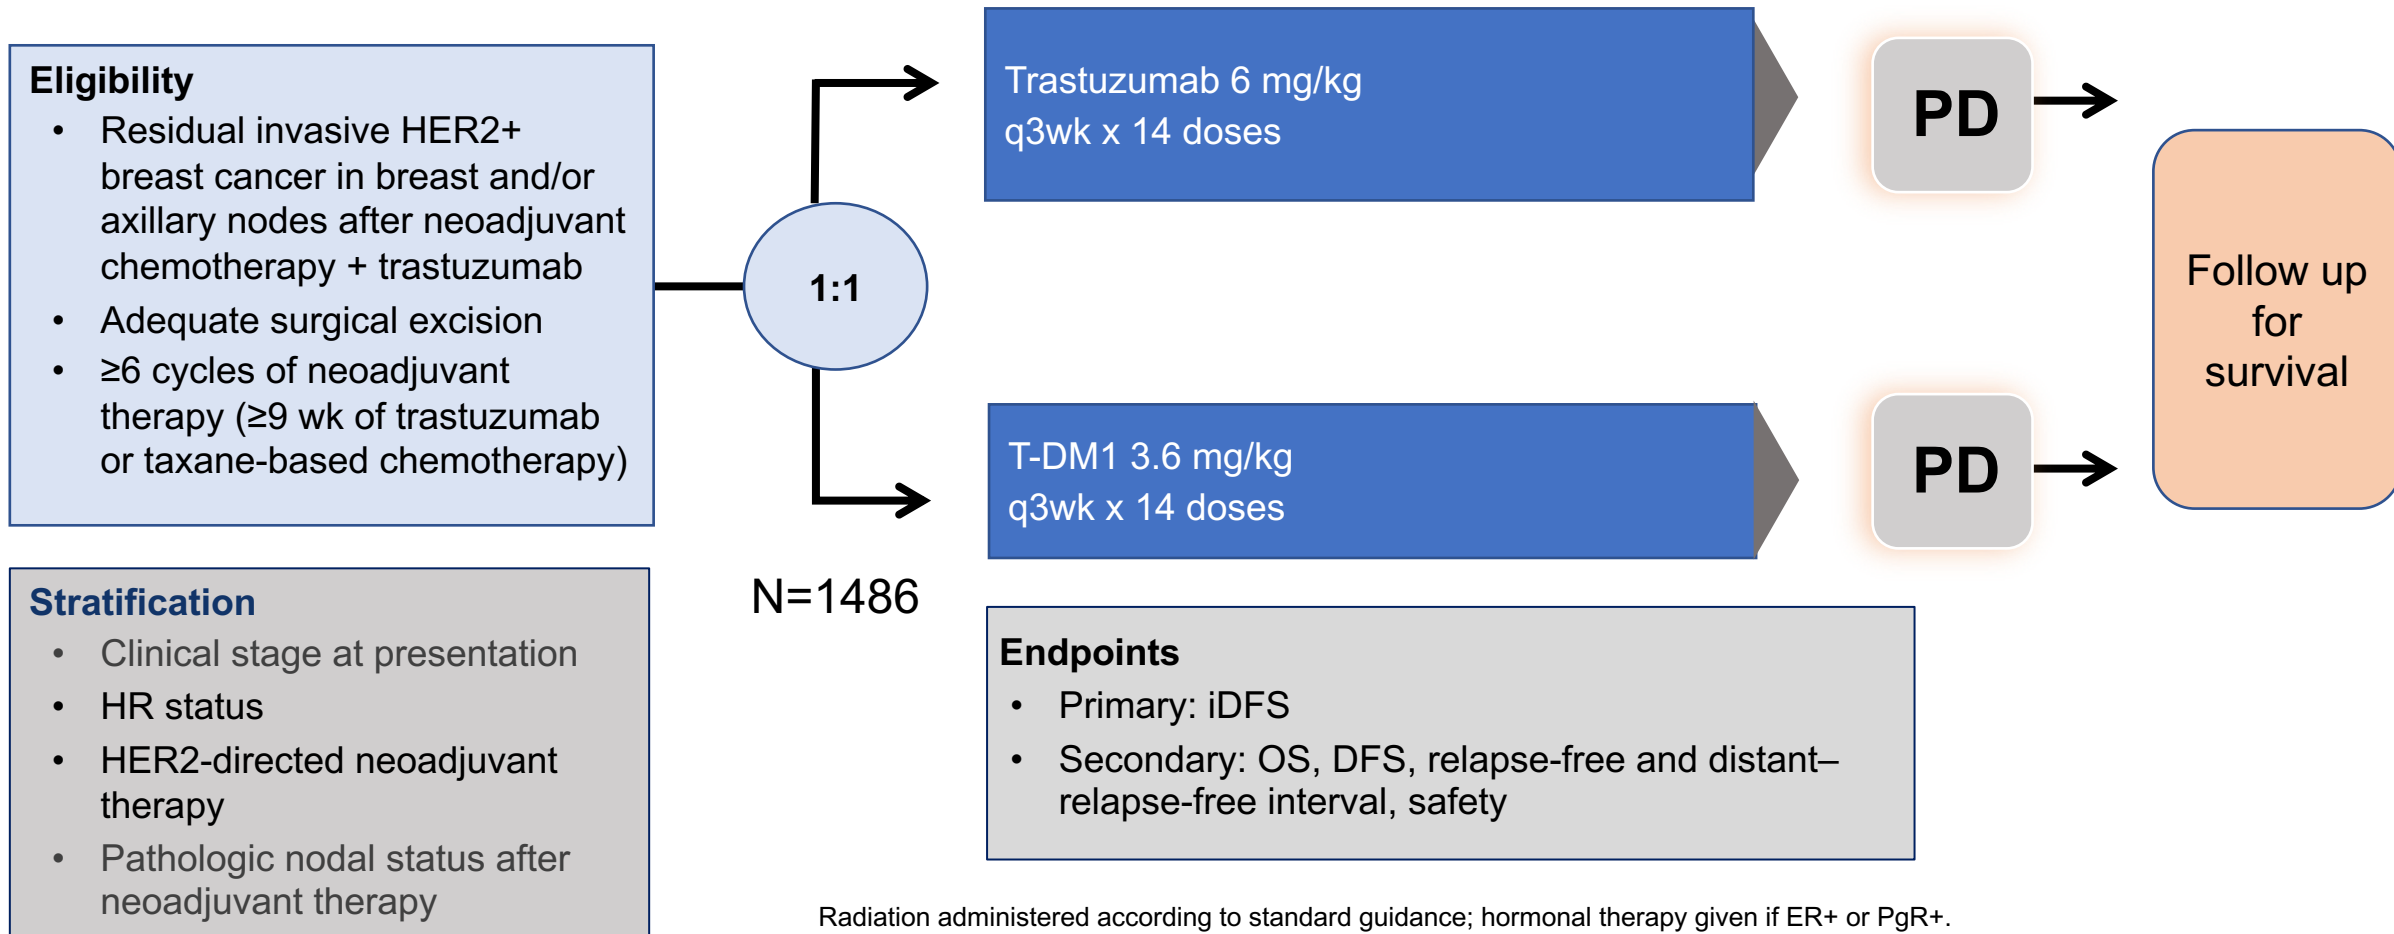 Eligibility
• Residual invasive HER2+
breast cancer in breast and/or
axillary nodes after neoadjuvant
chemotherapy + trastuzumab
• Adequate surgical excision
• ≥6 cycles of neoadjuvant
therapy (≥9 wk of trastuzumab
or taxane-based chemotherapy)
Stratification
• Clinical stage at presentation
• HR status
• HER2-directed neoadjuvant
therapy
• Pathologic nodal status after
neoadjuvant therapy
1:1
N=1486
Trastuzumab 6 mg/kg
q3wk x 14 doses
PD
T-DM1 3.6 mg/kg
q3wk x 14 doses
PD
Follow up
for
survival
Endpoints
• Primary: iDFS
• Secondary: OS, DFS, relapse-free and distant–
relapse-free interval, safety
Radiation administered according to standard guidance; hormonal therapy given if ER+ or PgR+.